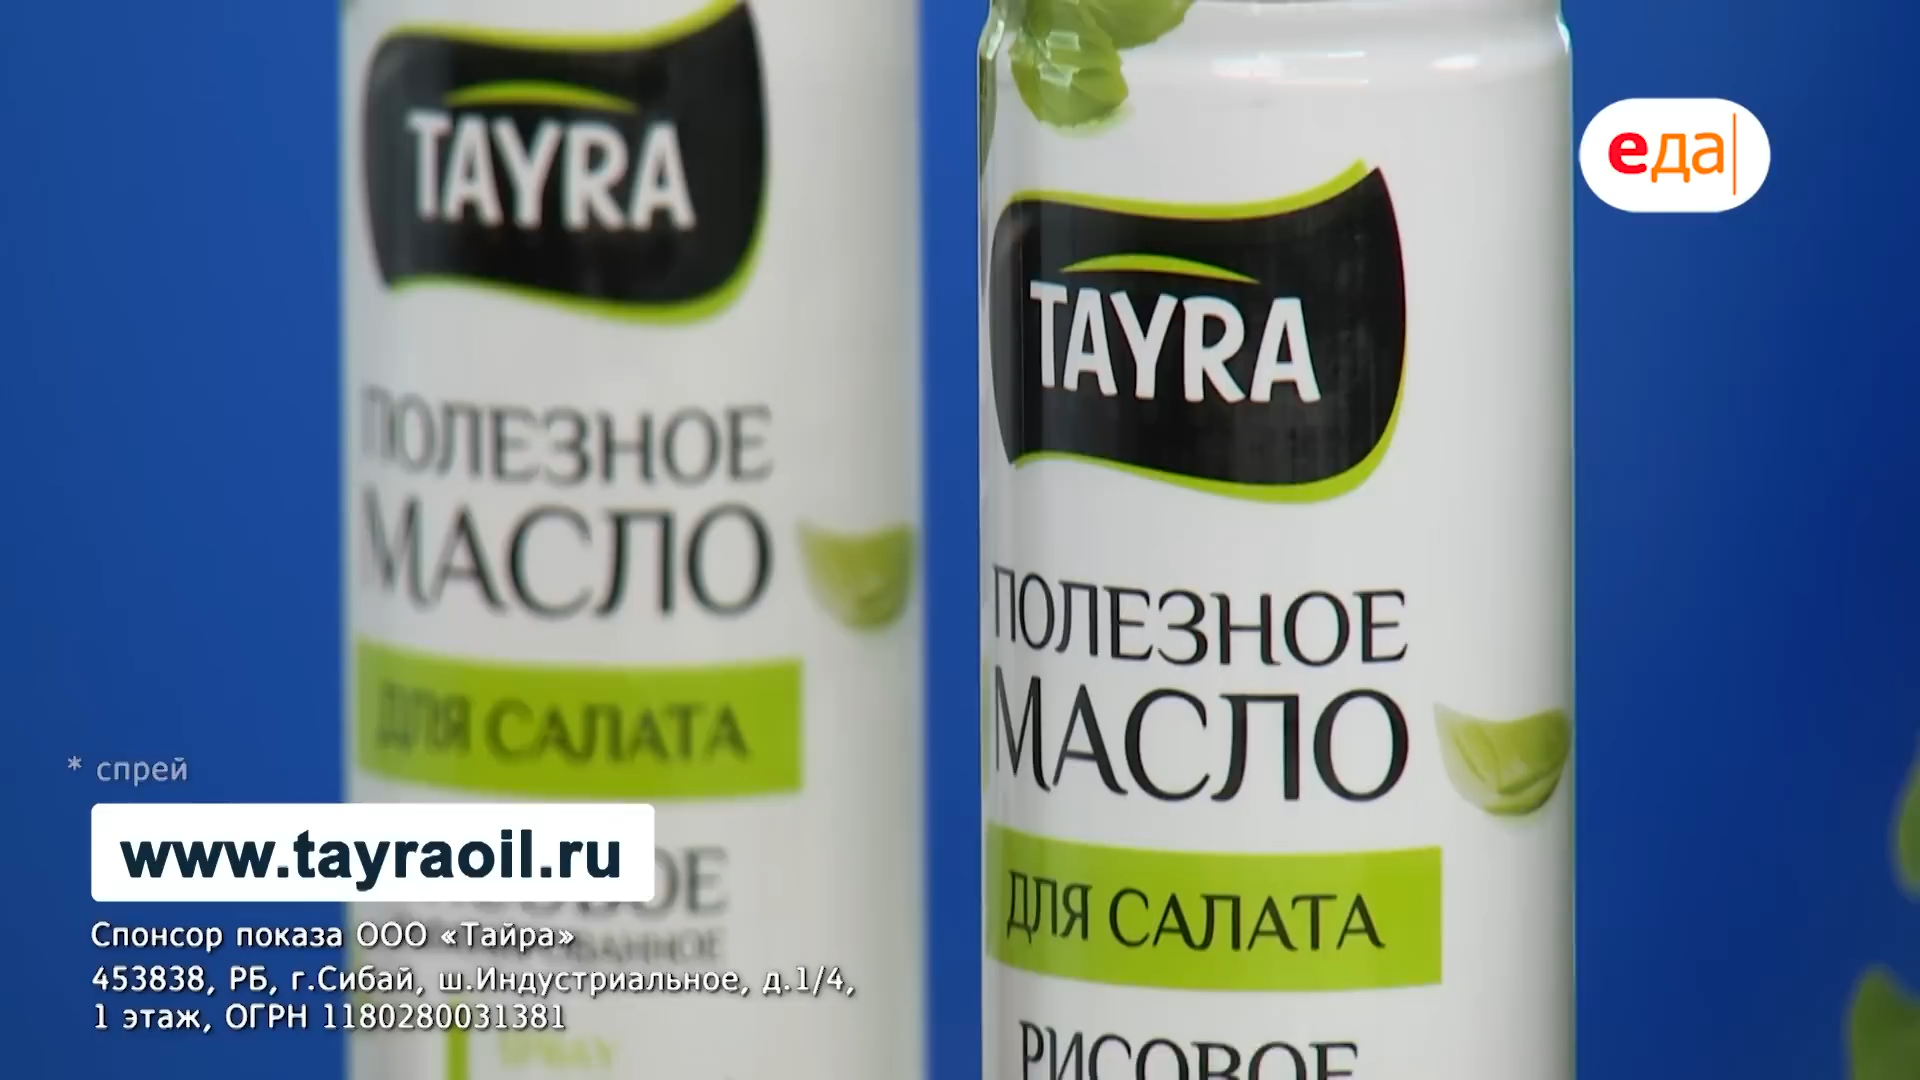 TAYRA
ПОЛЕЗНОЕ
МАСЛО
ДЛЯ САЛАТА
SPRAY
TAYRA
ПОЛЕЗНОЕ
МАСЛО
ДЛЯ САЛАТА
РИСОВОЕ
еда
* спрей
www.tayraoil.ru
Спонсор показа ООО «Тайра»
453838, РБ, г.Сибай, ш.Индустриальное, д.1/4,
1 этаж, ОГРН 1180280031381